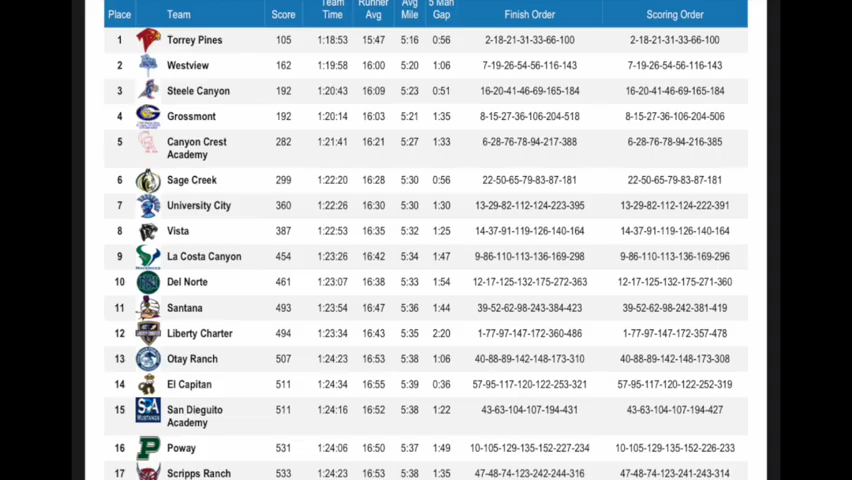 Place Team Score Team Time Runner Avg Avg Mile 5 Man Gap Finish Order Scoring Order
1 Torrey Pines 105 1:18:53 15:47 5:16 0:56 2-18-21-31-33-66-100 2-18-21-31-33-66-100
2 Westview 162 1:19:58 16:00 5:20 1:06 7-19-26-54-56-116-143 7-19-26-54-56-116-143
3 Steele Canyon 192 1:20:43 16:09 5:23 0:51 16-20-41-46-69-165-184 16-20-41-46-69-165-184
4 Grossmont 192 1:20:14 16:03 5:21 1:35 8-15-27-36-106-204-518 8-15-27-36-106-204-506
5 Canyon Crest Academy 282 1:21:41 16:21 5:27 1:33 6-28-76-78-94-217-388 6-28-76-78-94-216-385
6 Sage Creek 299 1:22:20 16:28 5:30 0:56 22-50-65-79-83-87-181 22-50-65-79-83-87-181
7 University City 360 1:22:26 16:30 5:30 1:30 13-29-82-112-124-223-395 13-29-82-112-124-222-391
8 Vista 387 1:22:53 16:35 5:32 1:25 14-37-91-119-126-140-164 14-37-91-119-126-140-164
9 La Costa Canyon 454 1:23:26 16:42 5:34 1:47 9-86-110-113-136-169-298 9-86-110-113-136-169-296
10 Del Norte 461 1:23:07 16:38 5:33 1:54 12-17-125-132-175-272-363 12-17-125-132-175-271-360
11 Santana 493 1:23:54 16:47 5:36 1:44 39-52-62-98-243-384-423 39-52-62-98-242-381-419
12 Liberty Charter 494 1:23:34 16:43 5:35 2:20 1-77-97-147-172-360-486 1-77-97-147-172-357-478
13 Otay Ranch 507 1:24:23 16:53 5:38 1:06 40-88-89-142-148-173-310 40-88-89-142-148-173-308
14 El Capitan 511 1:24:34 16:55 5:39 0:36 57-95-117-120-122-253-321 57-95-117-120-122-252-319
15 San Dieguito Academy 511 1:24:16 16:52 5:38 1:22 43-63-104-107-194-431 43-63-104-107-194-427
16 Poway 531 1:24:06 16:50 5:37 1:49 10-105-129-135-152-227-234 10-105-129-135-152-226-233
17 Scripps Ranch 533 1:24:23 16:53 5:38 1:35 47-48-74-123-242-244-316 47-48-74-123-241-243-314